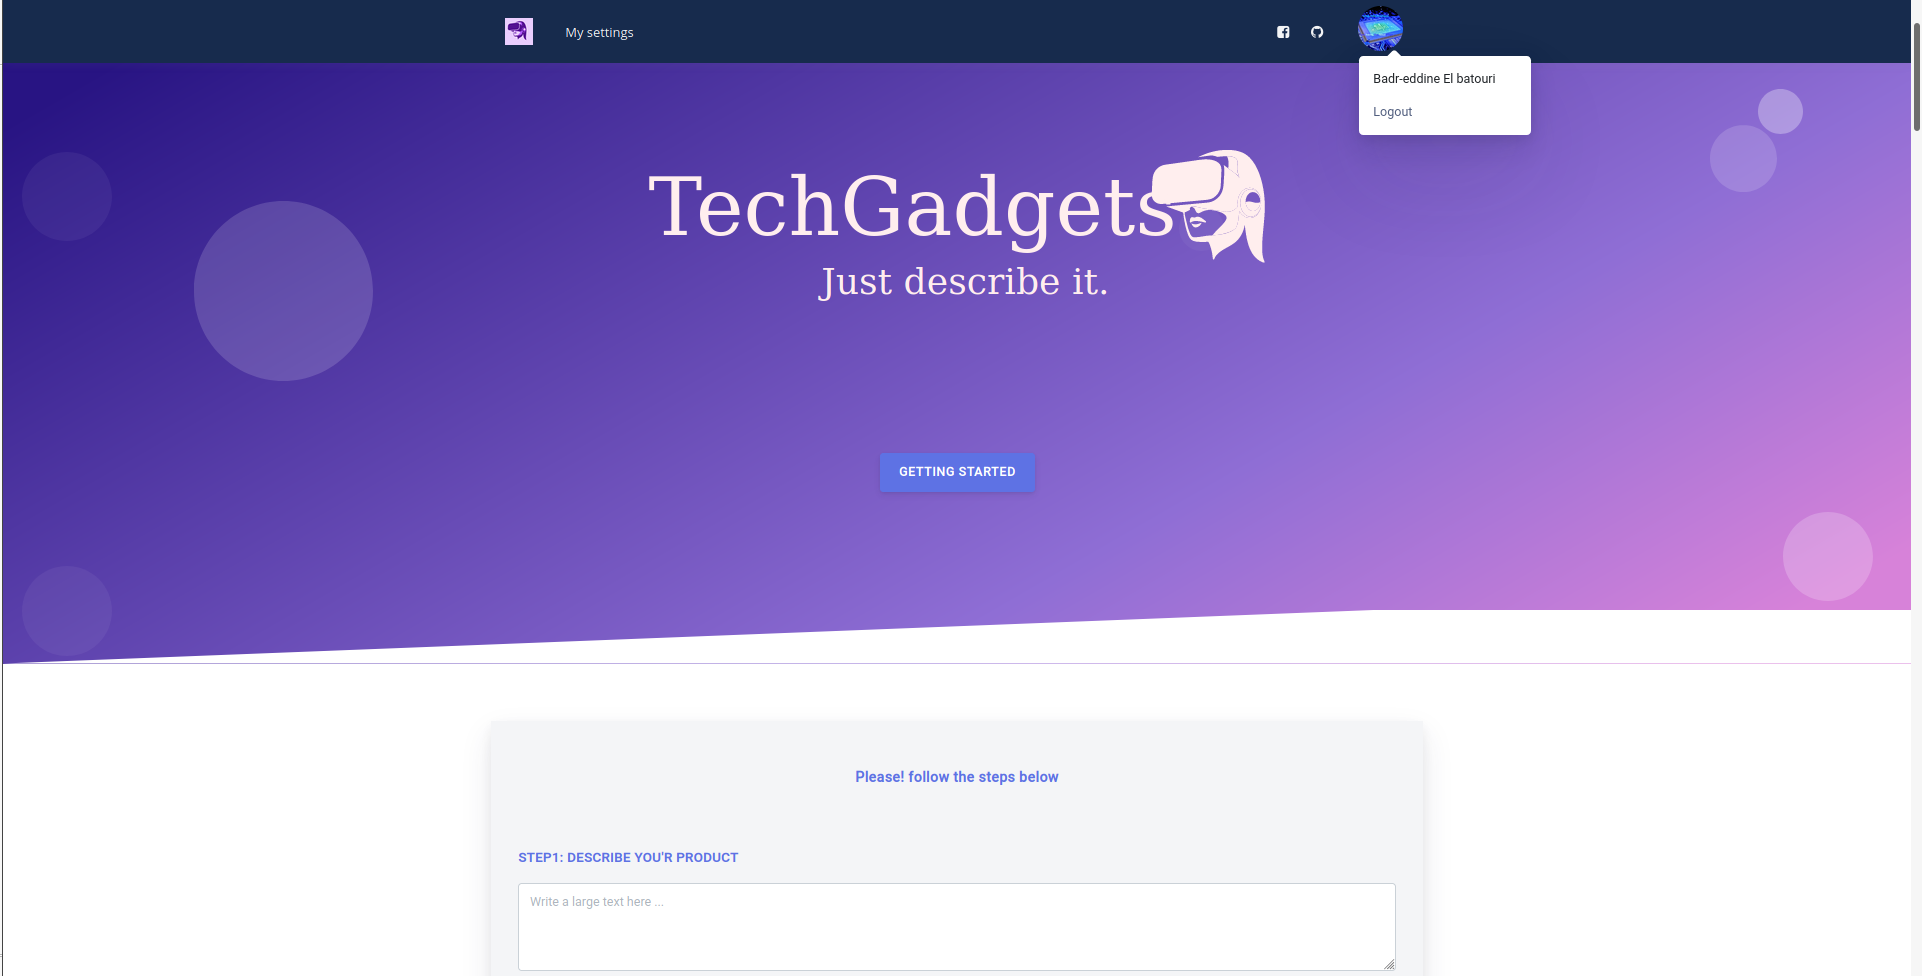 My settings
Badr-eddine El batouri
Logout
TechGadgets
Just describe it.
GETTING STARTED
Please! follow the steps below
STEP1: DESCRIBE YOU'R PRODUCT
Write a large text here ...